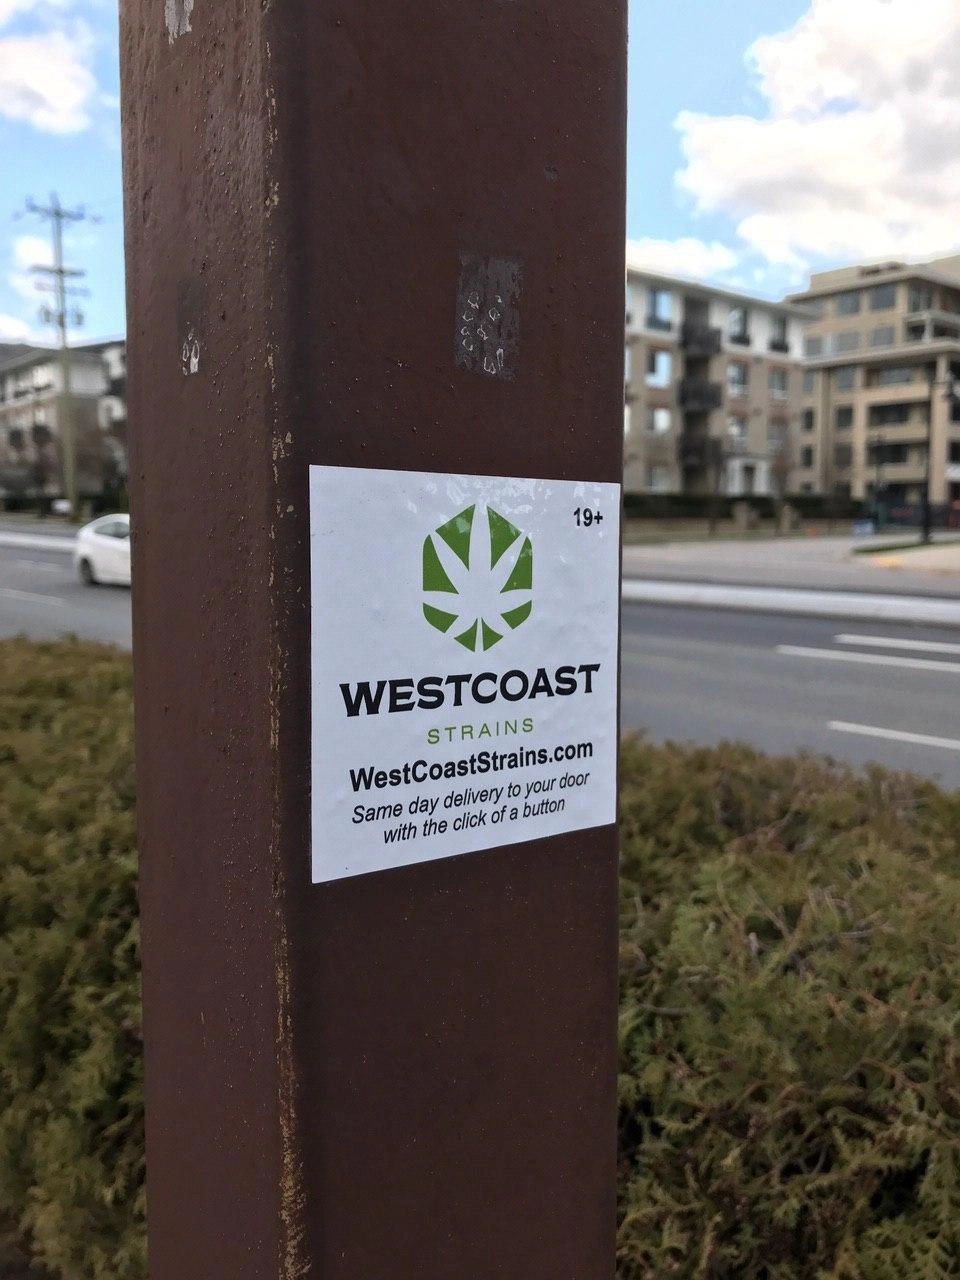 19+
WESTCOAST
STRAINS
WestCoastStrains.com
Same day delivery to your door
with the click of a button